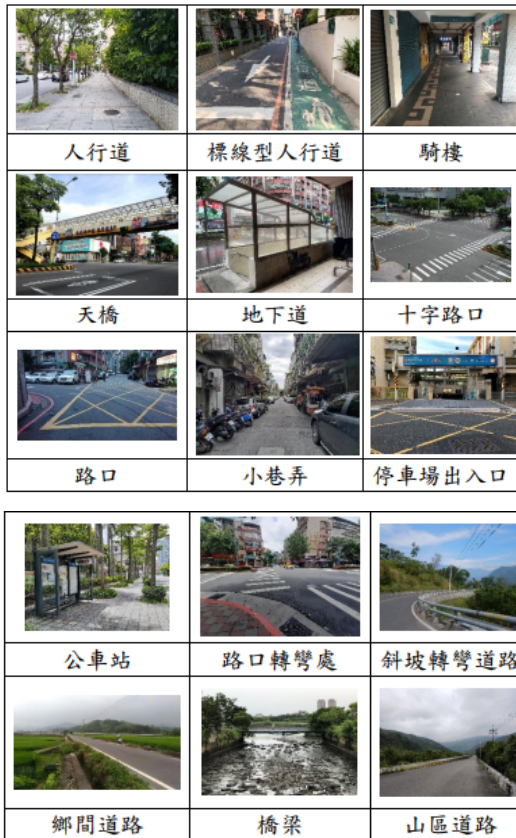 人行道 標線型人行道 騎樓
天橋 地下道 十字路口
路口 小巷弄 停車場出入口
公車站 路口轉彎處 斜坡轉彎道路
鄉間道路 橋梁 山區道路